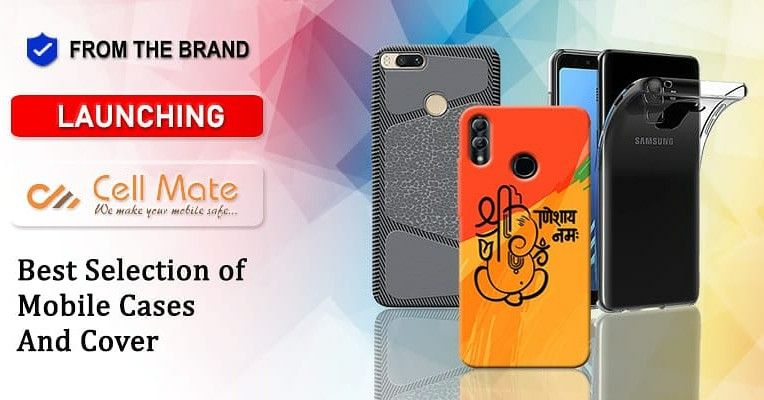 FROM THE BRAND
LAUNCHING
Cell Mate
We make your mobile safe...
Best Selection of
Mobile Cases
And Cover
SAMSUNG
श्री गणेशाय
नमः
ॐ